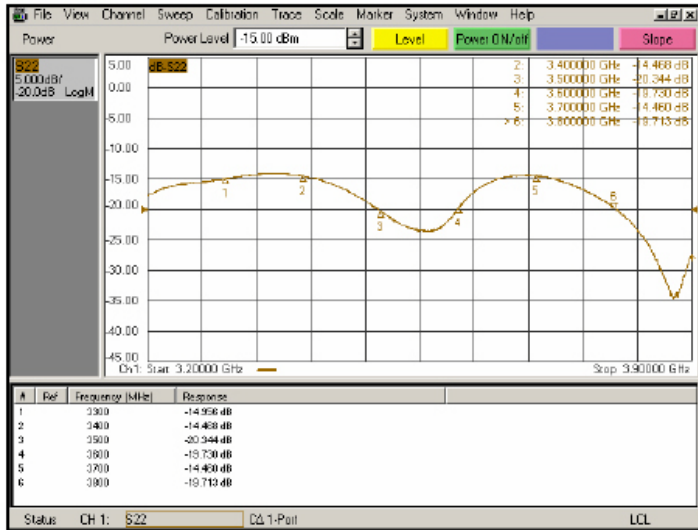 File View Channel Sweep Calibration Trace Scale Marker System Window Help
Power Power Level -15.00 dBm Level Power ON/off Slope
S22
5.000dB/
-20.0dB LogM
dB-S22
5.00
0.00
-5.00
-10.00
-15.00
-20.00
-25.00
-30.00
-35.00
-40.00
-45.00
2: 3.400000 GHz -14.468 dB
3: 3.500000 GHz -20.344 dB
4: 3.600000 GHz -19.730 dB
5: 3.700000 GHz -14.460 dB
> 6: 3.800000 GHz -19.713 dB
1
2
3
4
5
6
Ch1: Start 3.20000 GHz
Stop 3.90000 GHz
# Ref Frequency (MHz) Response
1 3300 -14.956 dB
2 3400 -14.468 dB
3 3500 -20.344 dB
4 3600 -19.730 dB
5 3700 -14.460 dB
6 3800 -19.713 dB
Status CH 1: S22 CΔ 1-Port LCL